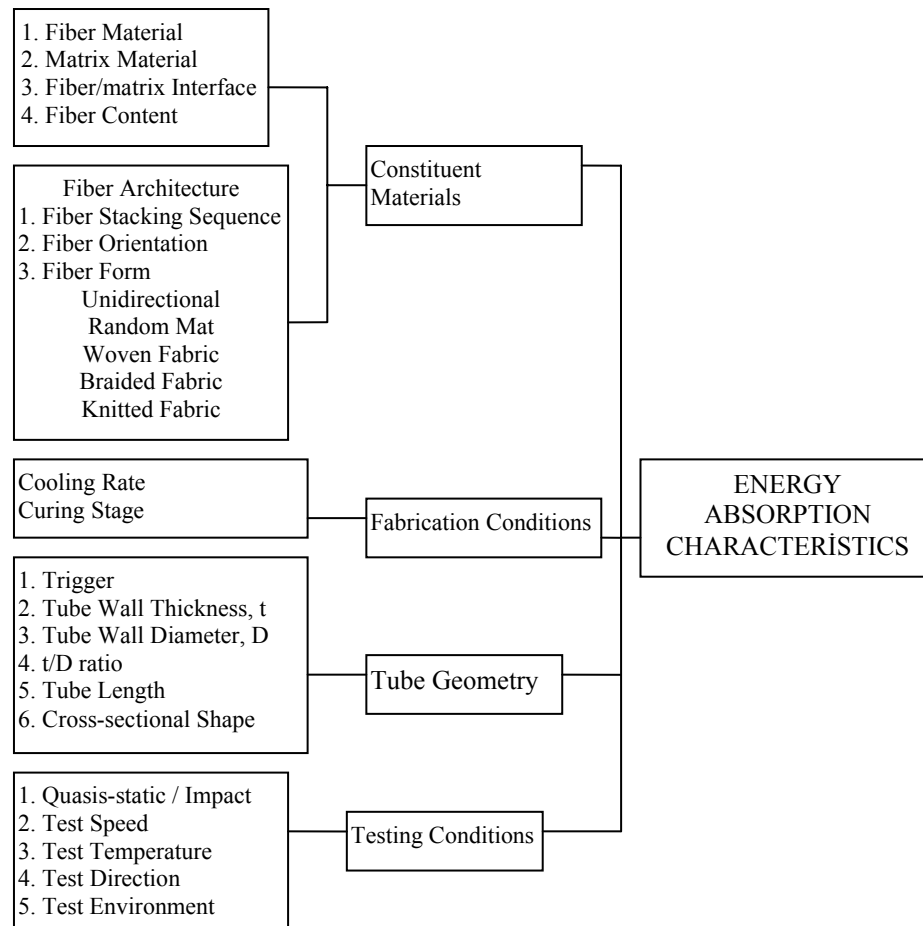 1. Fiber Material
2. Matrix Material
3. Fiber/matrix Interface
4. Fiber Content
Constituent
Materials
Fiber Architecture
1. Fiber Stacking Sequence
2. Fiber Orientation
3. Fiber Form
Unidirectional
Random Mat
Woven Fabric
Braided Fabric
Knitted Fabric
Cooling Rate
Curing Stage
Fabrication Conditions
ENERGY
ABSORPTION
CHARACTERİSTICS
1. Trigger
2. Tube Wall Thickness, t
3. Tube Wall Diameter, D
4. t/D ratio
5. Tube Length
6. Cross-sectional Shape
Tube Geometry
1. Quasis-static / Impact
2. Test Speed
3. Test Temperature
4. Test Direction
5. Test Environment
Testing Conditions